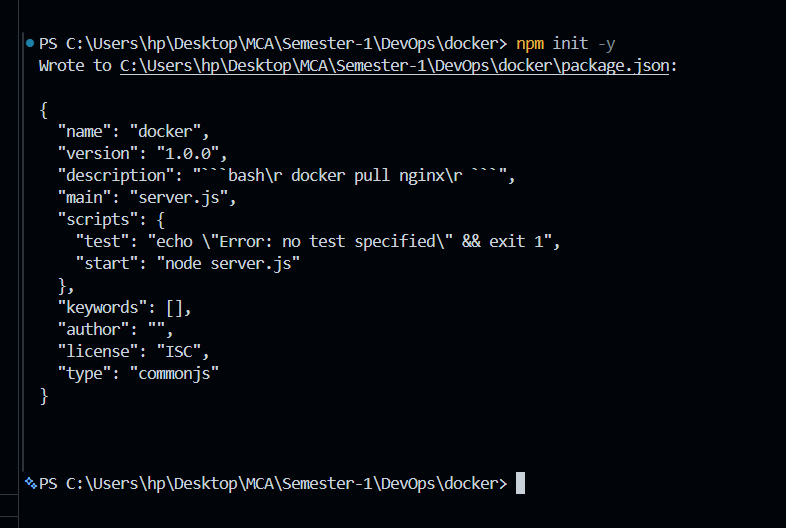 PS C:\Users\hp\Desktop\MCA\Semester-1\DevOps\docker> npm init -y
Wrote to C:\Users\hp\Desktop\MCA\Semester-1\DevOps\docker\package.json:
{
  "name": "docker",
  "version": "1.0.0",
  "description": "```bash\r docker pull nginx\r ```",
  "main": "server.js",
  "scripts": {
    "test": "echo \"Error: no test specified\" && exit 1",
    "start": "node server.js"
  },
  "keywords": [],
  "author": "",
  "license": "ISC",
  "type": "commonjs"
}
PS C:\Users\hp\Desktop\MCA\Semester-1\DevOps\docker>